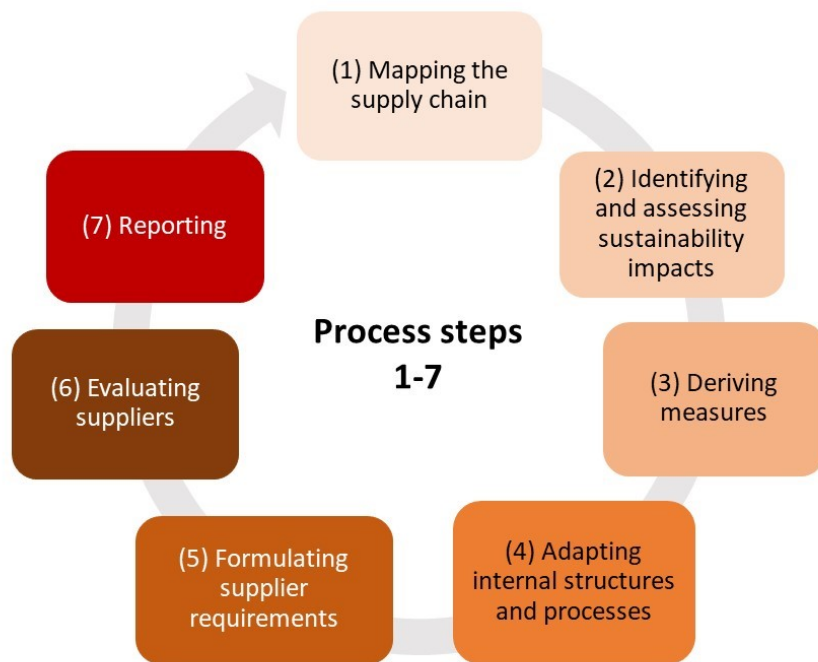 (1) Mapping the
supply chain
(2) Identifying
and assessing
sustainability
impacts
(3) Deriving
measures
(4) Adapting
internal structures
and processes
(5) Formulating
supplier
requirements
(6) Evaluating
suppliers
(7) Reporting
Process steps
1-7